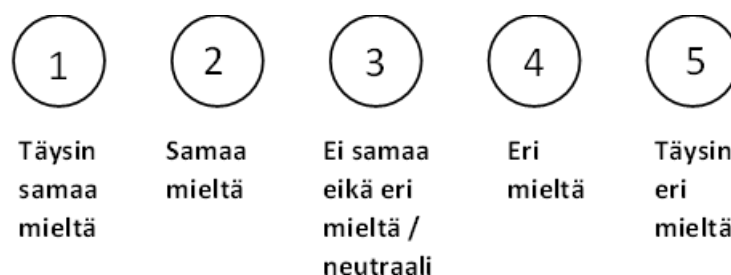 1 2 3 4 5
Täysin Samaa Ei samaa Eri Täysin
samaa mieltä eikä eri mieltä eri
mieltä mieltä / mieltä
neutraali